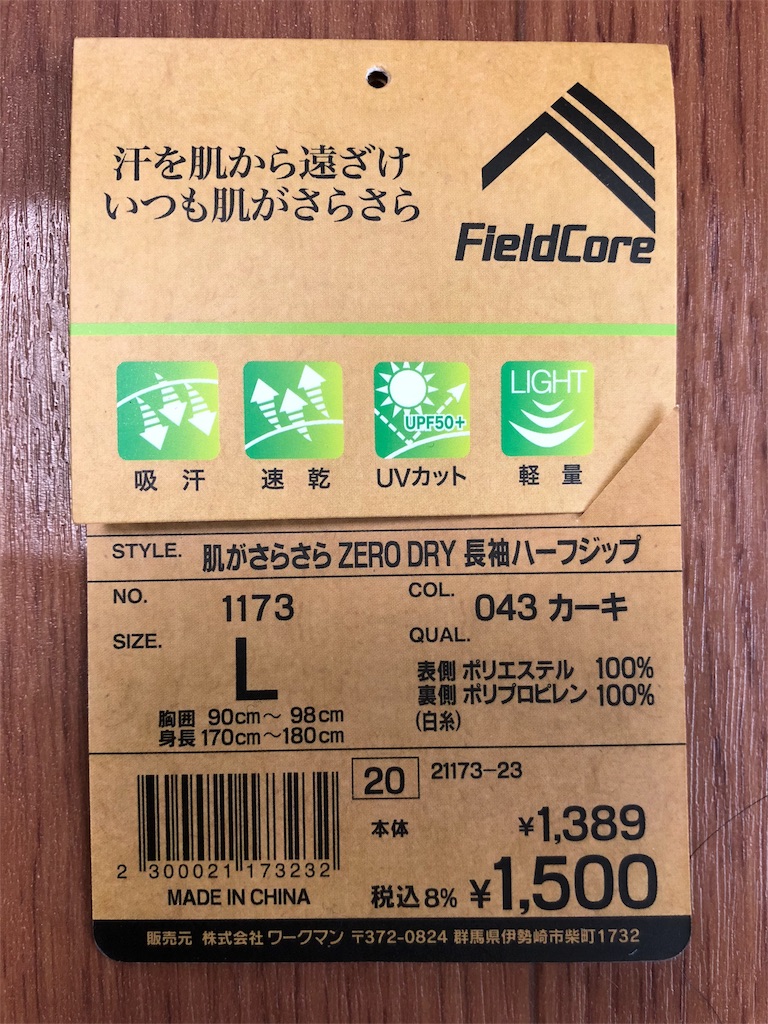 汗を肌から遠ざけ
いつも肌がさらさら
FieldCore
UPF50+
LIGHT
吸汗
速乾
UVカット
軽量
STYLE. 肌がさらさら ZERO DRY 長袖ハーフジップ
NO. 1173
COL. 043 カーキ
SIZE. L
胸囲 90cm〜 98cm
身長 170cm〜180cm
QUAL.
表側 ポリエステル 100%
裏側 ポリプロピレン 100%
(白糸)
20 21173-23
本体 ¥1,389
税込8% ¥1,500
2 300021 173232
MADE IN CHINA
販売元 株式会社 ワークマン 〒372-0824 群馬県伊勢崎市柴町1732